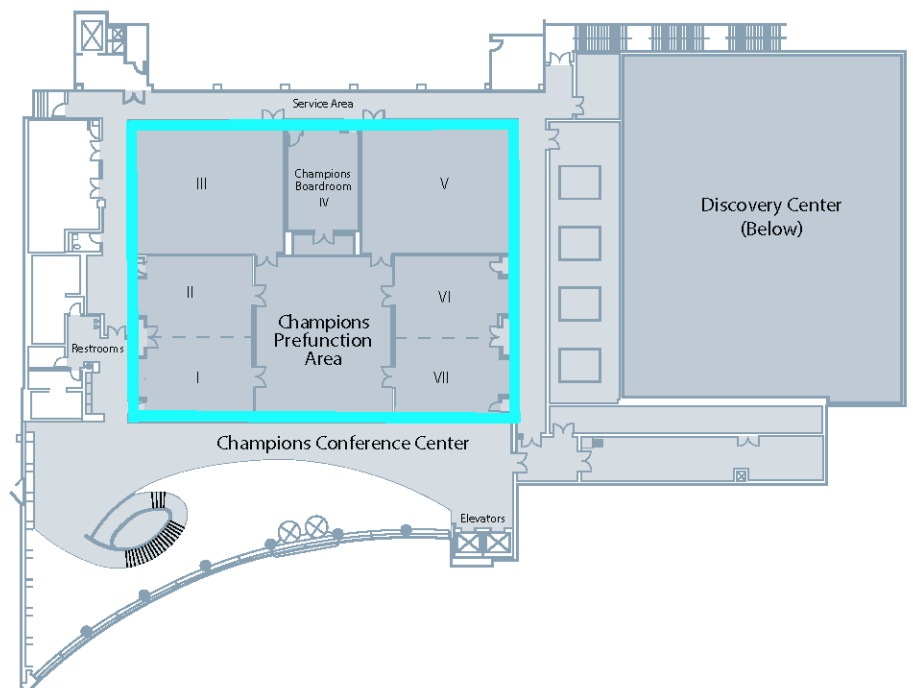 Service Area
III
Champions
Boardroom
IV
V
Discovery Center
(Below)
II
VI
Champions
Prefunction
Area
Restrooms
I
VII
Champions Conference Center
Elevators